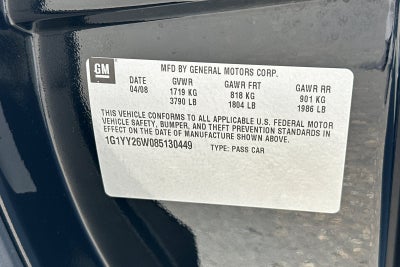 GM
MFD BY GENERAL MOTORS CORP.
DATE GVWR GAWR FRT GAWR RR
04/08 1719 KG 818 KG 901 KG
3790 LB 1804 LB 1986 LB
THIS VEHICLE CONFORMS TO ALL APPLICABLE U.S. FEDERAL MOTOR
VEHICLE SAFETY, BUMPER, AND THEFT PREVENTION STANDARDS IN
EFFECT ON THE DATE OF MANUFACTURE SHOWN ABOVE.
1G1YY26W085130449 TYPE: PASS CAR